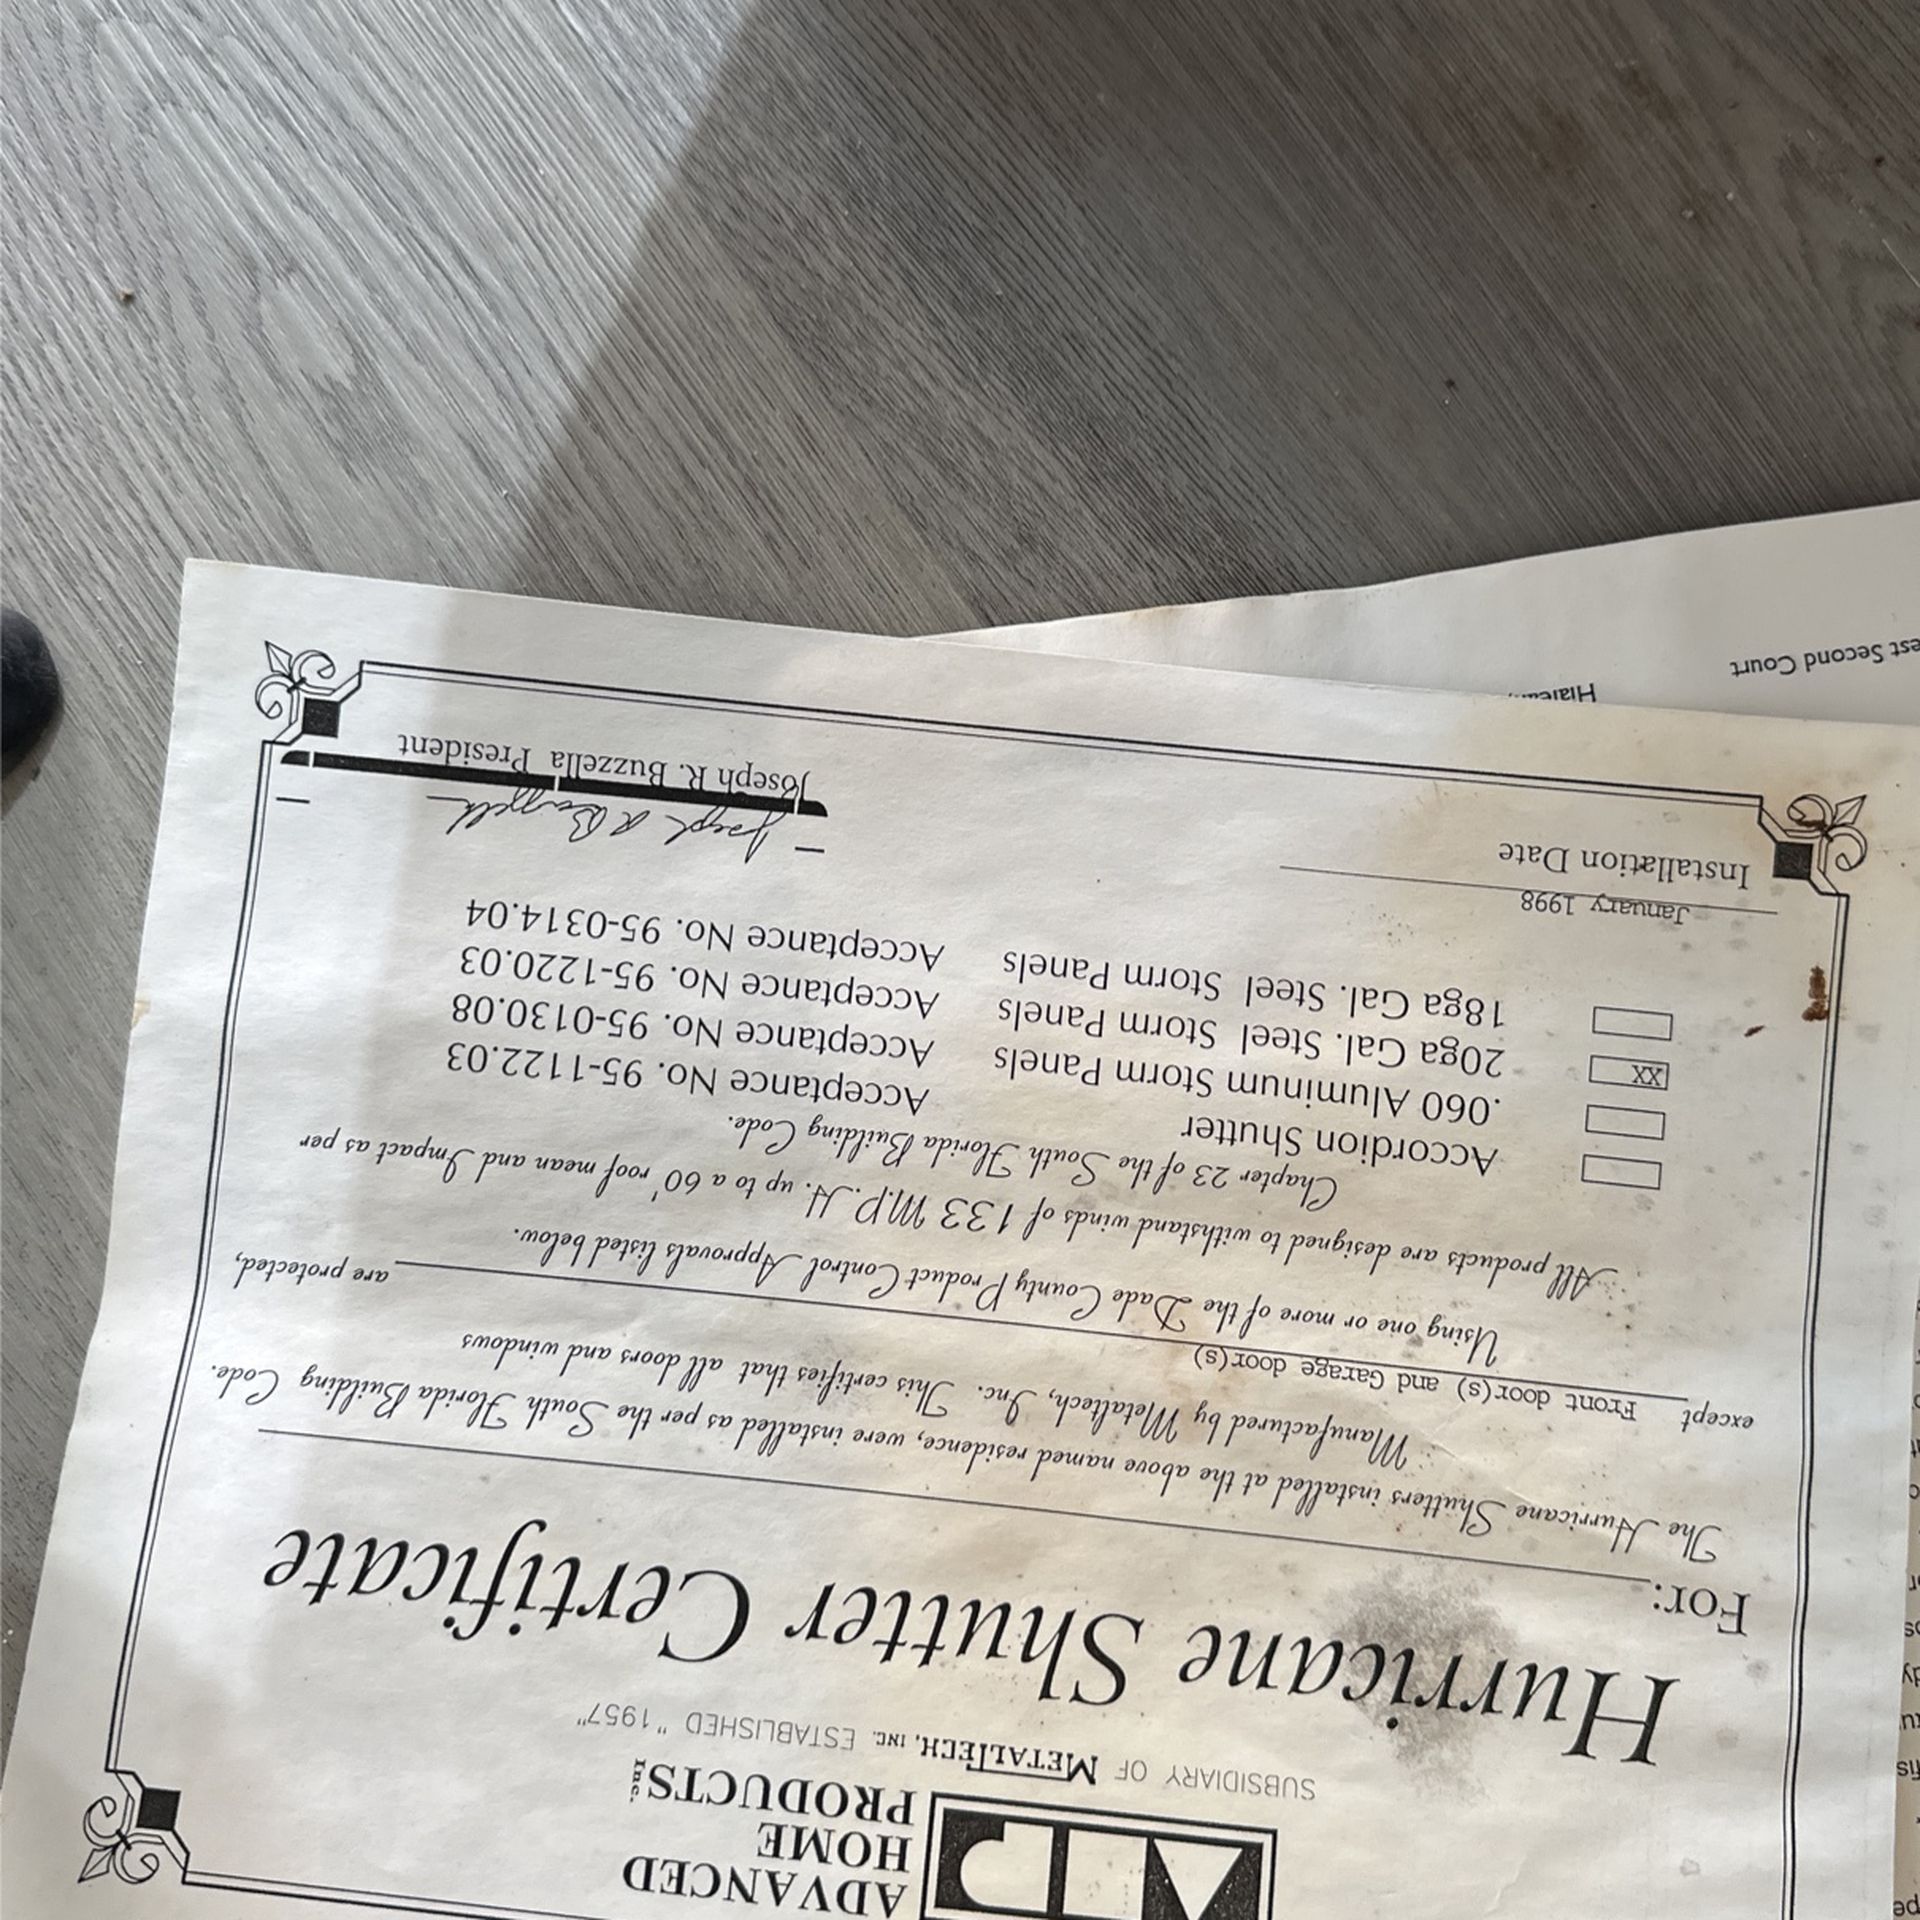 ADVANCED
HOME
PRODUCTS Inc.
SUBSIDIARY OF METALTECH, INC. ESTABLISHED "1957"
Hurricane Shutter Certificate
For:
The Hurricane Shutters installed at the above named residence, were installed as per the South Florida Building Code.
Manufactured by Metaltech, Inc. This certifies that all doors and windows
except Front door(s) and Garage door(s) are protected,
Using one or more of the Dade County Product Control Approvals listed below.
All products are designed to withstand winds of 133 M.P.H. up to a 60' roof mean and Impact as per
Chapter 23 of the South Florida Building Code.
Accordion Shutter Acceptance No. 95-1122.03
.060 Aluminum Storm Panels Acceptance No. 95-0130.08
XX 20ga Gal. Steel Storm Panels Acceptance No. 95-1220.03
18ga Gal. Steel Storm Panels Acceptance No. 95-0314.04
January 1998
Installation Date
Joseph R Buzzella
Joseph R. Buzzella President
Second Court